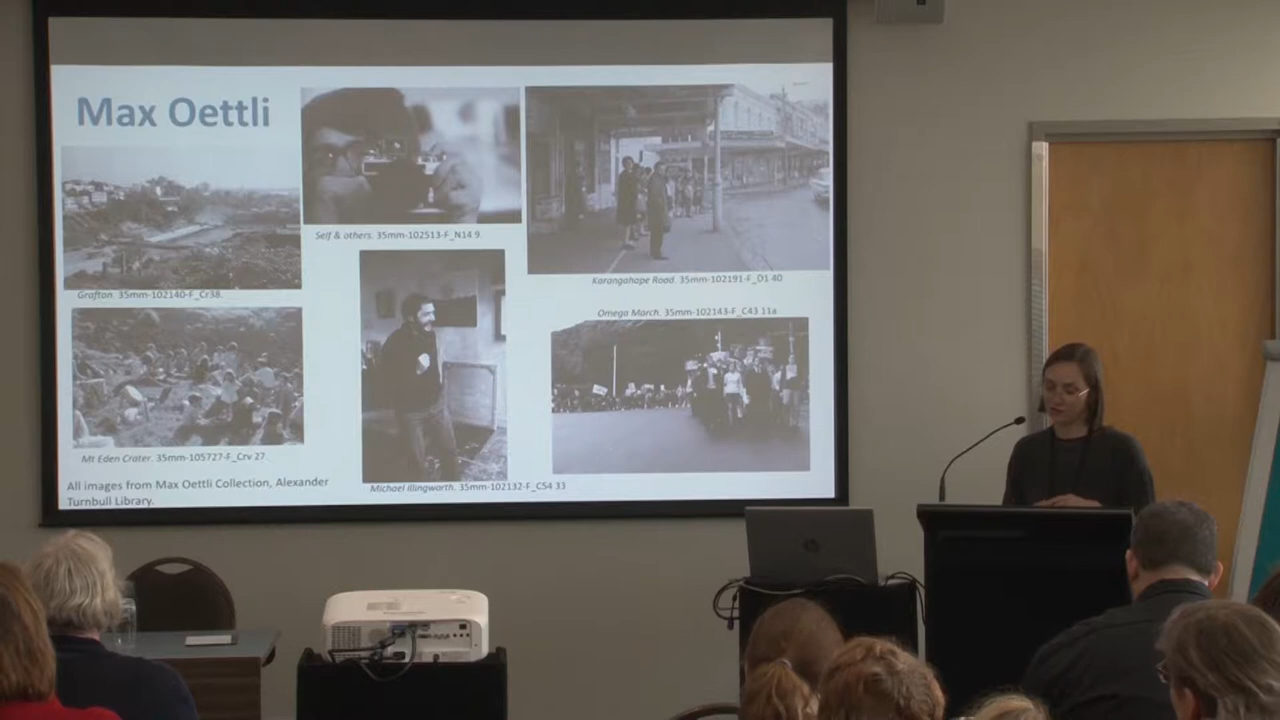 Max Oettli
Self & others. 35mm-102513-F_N14 9.
Karangahape Road. 35mm-102191-F_D1 40
Grafton. 35mm-102140-F_Cr38.
Omega March. 35mm-102143-F_C43 11a
Mt Eden Crater. 35mm-105727-F_Crv 27.
Michael Illingworth. 35mm-102132-F_C54 33
All images from Max Oettli Collection, Alexander
Turnbull Library.
hp